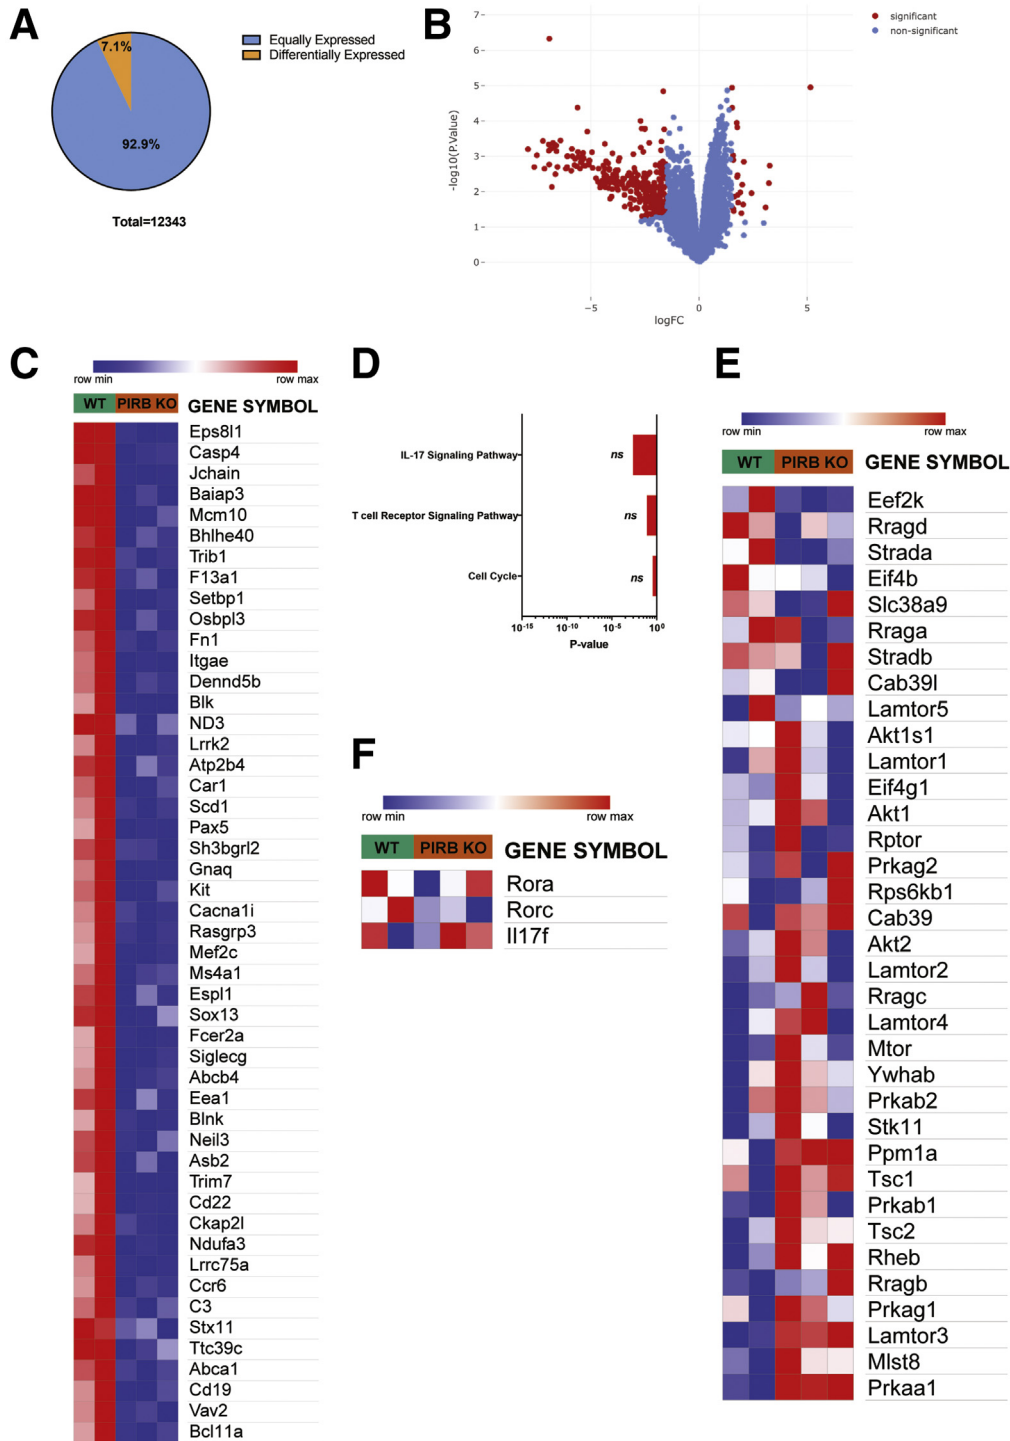 A
7.1%
92.9%
Total=12343
Equally Expressed
Differentially Expressed
B
7
6
5
4
3
2
1
0
-log10(P.Value)
−5
0
5
logFC
significant
non-significant
C
row min
row max
WT
PIRB KO
GENE SYMBOL
Eps8l1
Casp4
Jchain
Baiap3
Mcm10
Bhlhe40
Trib1
F13a1
Setbp1
Osbpl3
Fn1
Itgae
Dennd5b
Blk
ND3
Lrrk2
Atp2b4
Car1
Scd1
Pax5
Sh3bgrl2
Gnaq
Kit
Cacna1i
Rasgrp3
Mef2c
Ms4a1
Espl1
Sox13
Fcer2a
Siglecg
Abcb4
Eea1
Blnk
Neil3
Asb2
Trim7
Cd22
Ckap2l
Ndufa3
Lrrc75a
Ccr6
C3
Stx11
Ttc39c
Abca1
Cd19
Vav2
Bcl11a
D
IL-17 Signaling Pathway
ns
T cell Receptor Signaling Pathway
ns
Cell Cycle
ns
10-15
10-10
10-5
100
P-value
E
row min
row max
WT
PIRB KO
GENE SYMBOL
Eef2k
Rragd
Strada
Eif4b
Slc38a9
Rraga
Stradb
Cab39l
Lamtor5
Akt1s1
Lamtor1
Eif4g1
Akt1
Rptor
Prkag2
Rps6kb1
Cab39
Akt2
Lamtor2
Rragc
Lamtor4
Mtor
Ywhab
Prkab2
Stk11
Ppm1a
Tsc1
Prkab1
Tsc2
Rheb
Rragb
Prkag1
Lamtor3
Mlst8
Prkaa1
F
row min
row max
WT
PIRB KO
GENE SYMBOL
Rora
Rorc
Il17f